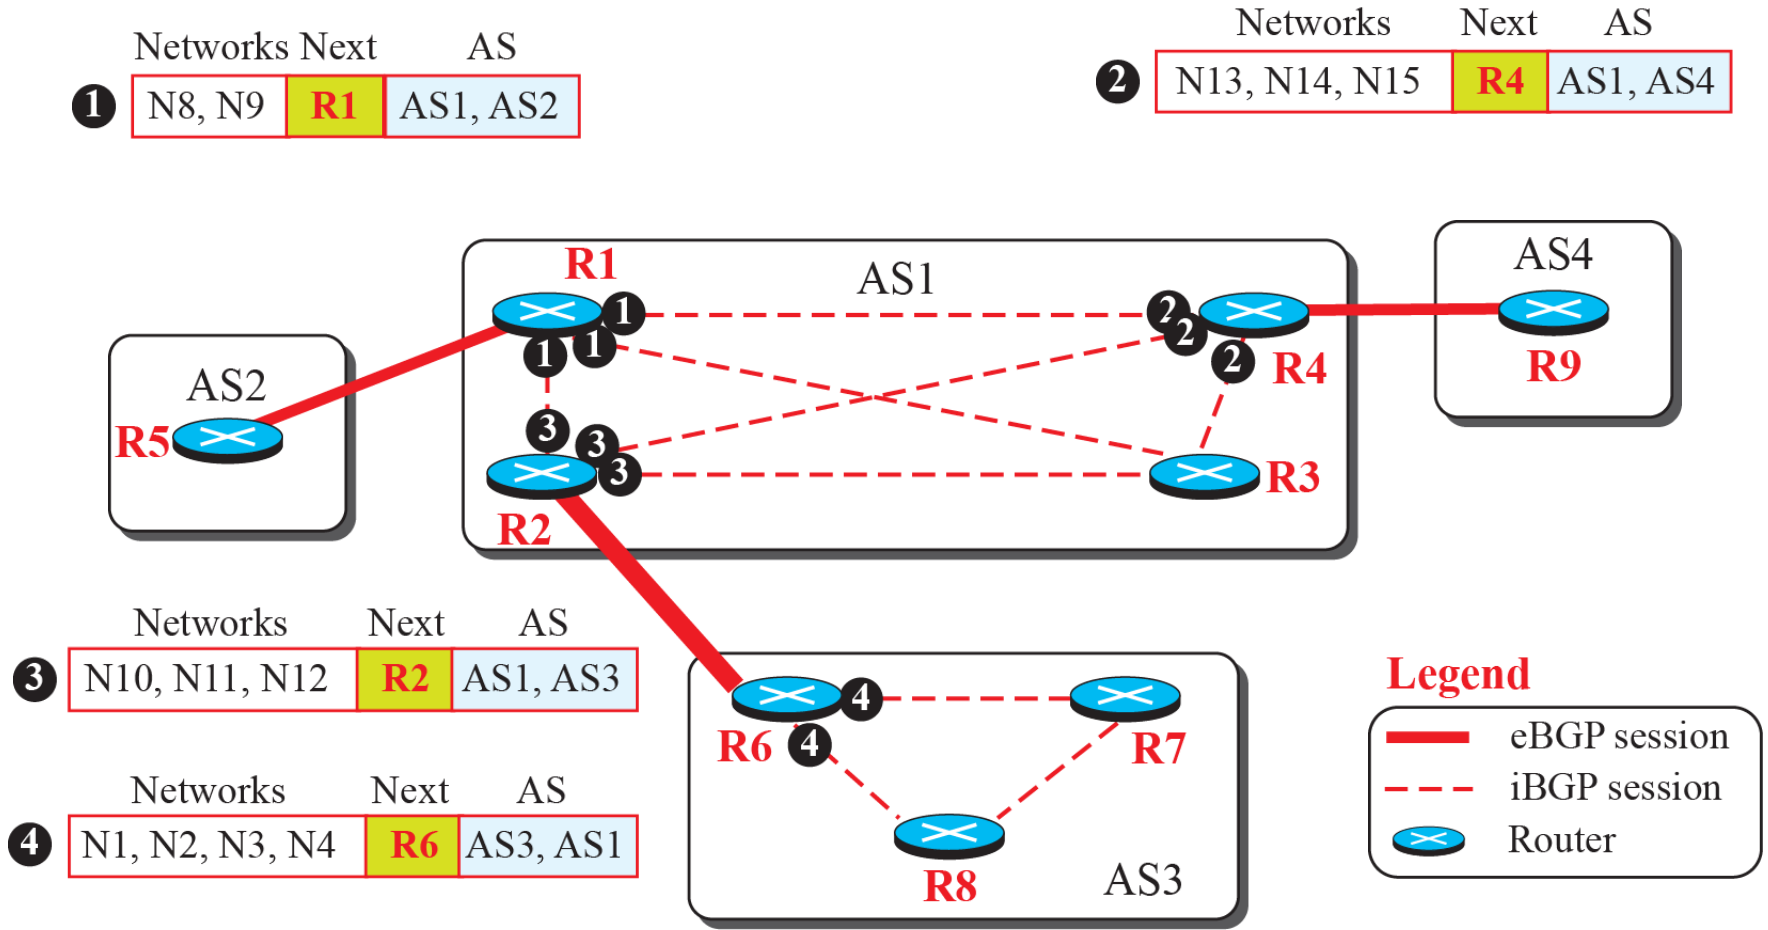 Networks Next AS
1 N8, N9 R1 AS1, AS2
Networks Next AS
2 N13, N14, N15 R4 AS1, AS4
R1
AS1
AS4
1
2
2
1
1
2
R4
R9
AS2
R5
3
3
3
R3
R2
Networks Next AS
3 N10, N11, N12 R2 AS1, AS3
Networks Next AS
4 N1, N2, N3, N4 R6 AS3, AS1
4
R6
4
R7
R8
AS3
Legend
eBGP session
iBGP session
Router